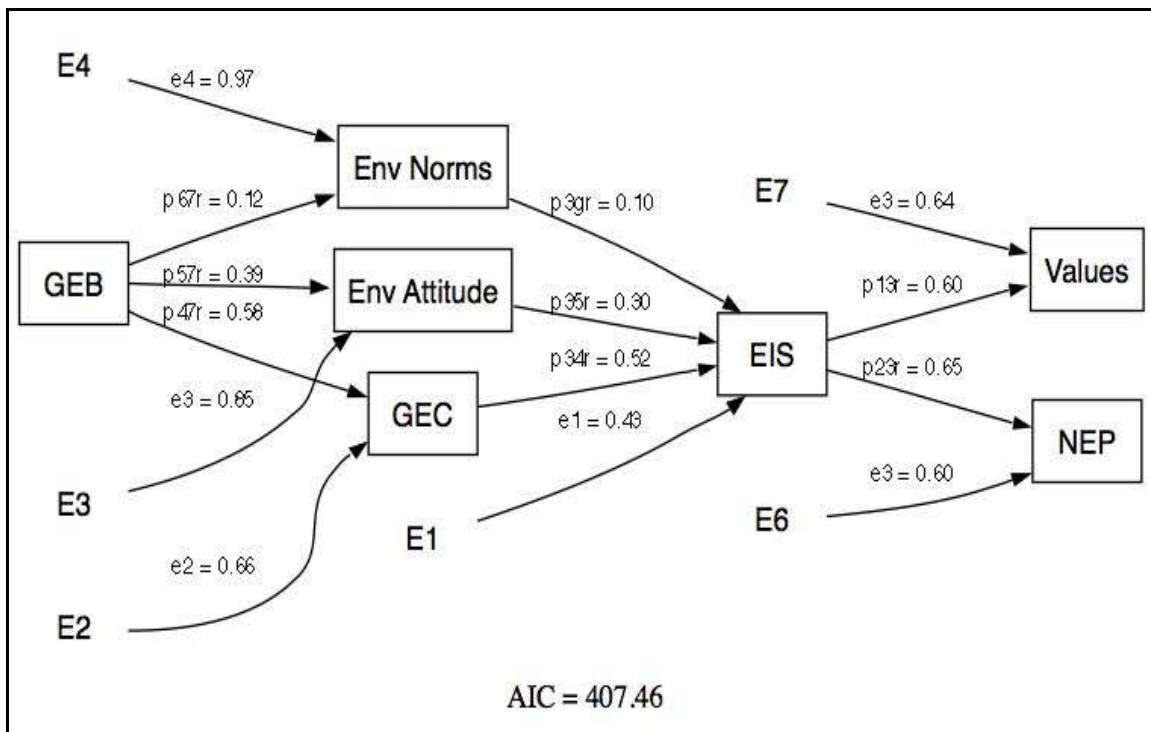 E4
e4 = 0.97
Env Norms
p67r = 0.12
p3gr = 0.10
E7
e3 = 0.64
GEB
p57r = 0.39
Env Attitude
p35r = 0.30
p13r = 0.60
Values
p47r = 0.58
EIS
p34r = 0.52
p23r = 0.65
e3 = 0.85
GEC
e1 = 0.43
NEP
E3
e3 = 0.60
E1
E6
e2 = 0.66
E2
AIC = 407.46